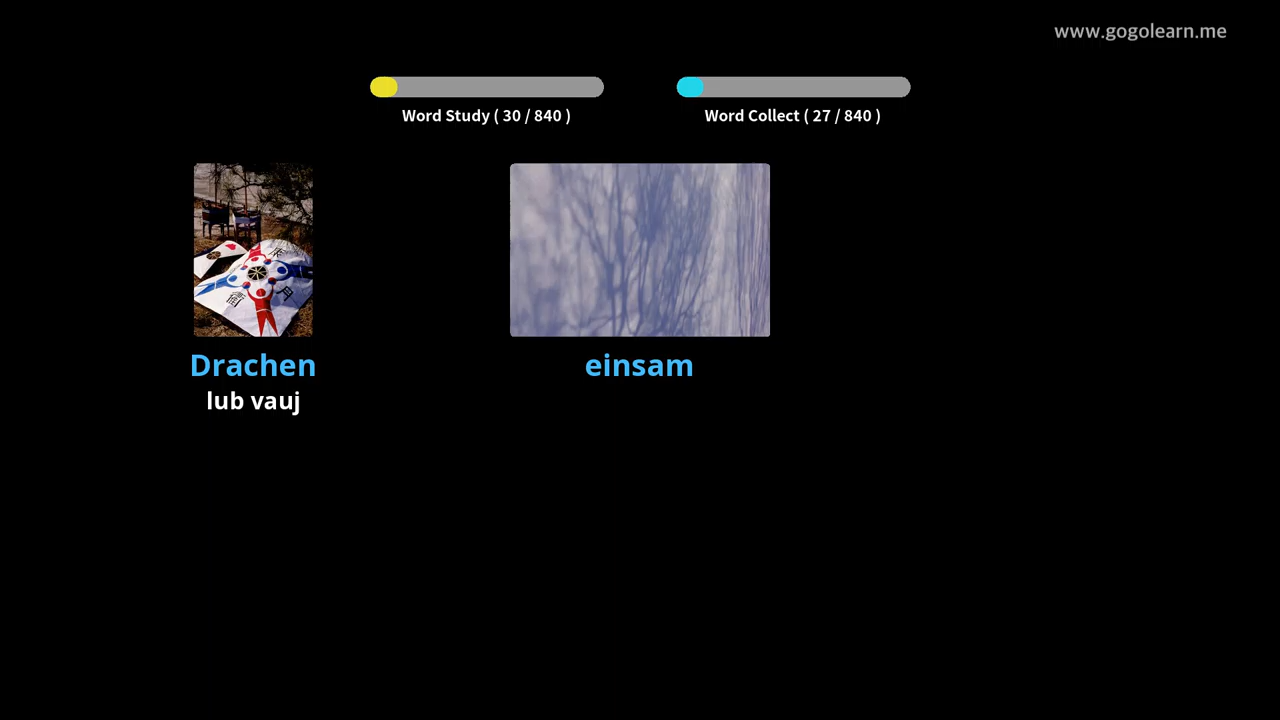 www.gogolearn.me
Word Study ( 30 / 840 )
Word Collect ( 27 / 840 )
Drachen
lub vauj
einsam